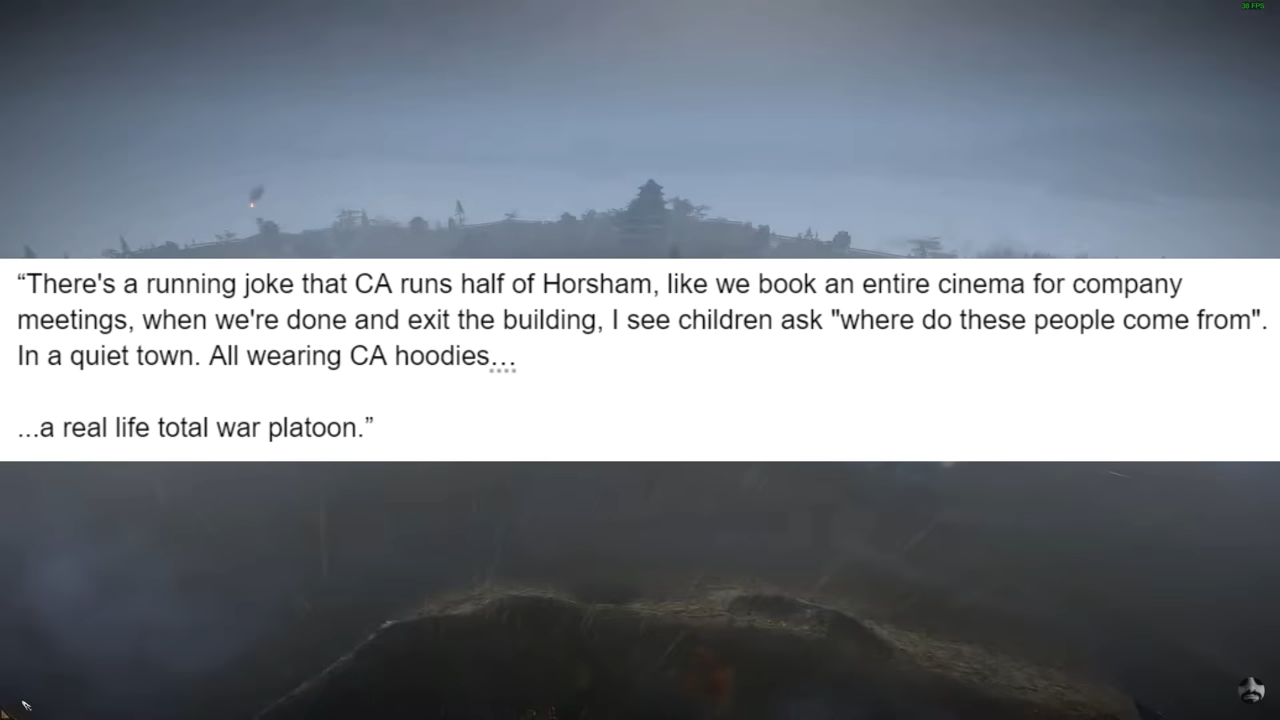 38 FPS
“There's a running joke that CA runs half of Horsham, like we book an entire cinema for company
meetings, when we're done and exit the building, I see children ask "where do these people come from".
In a quiet town. All wearing CA hoodies…
...a real life total war platoon.”